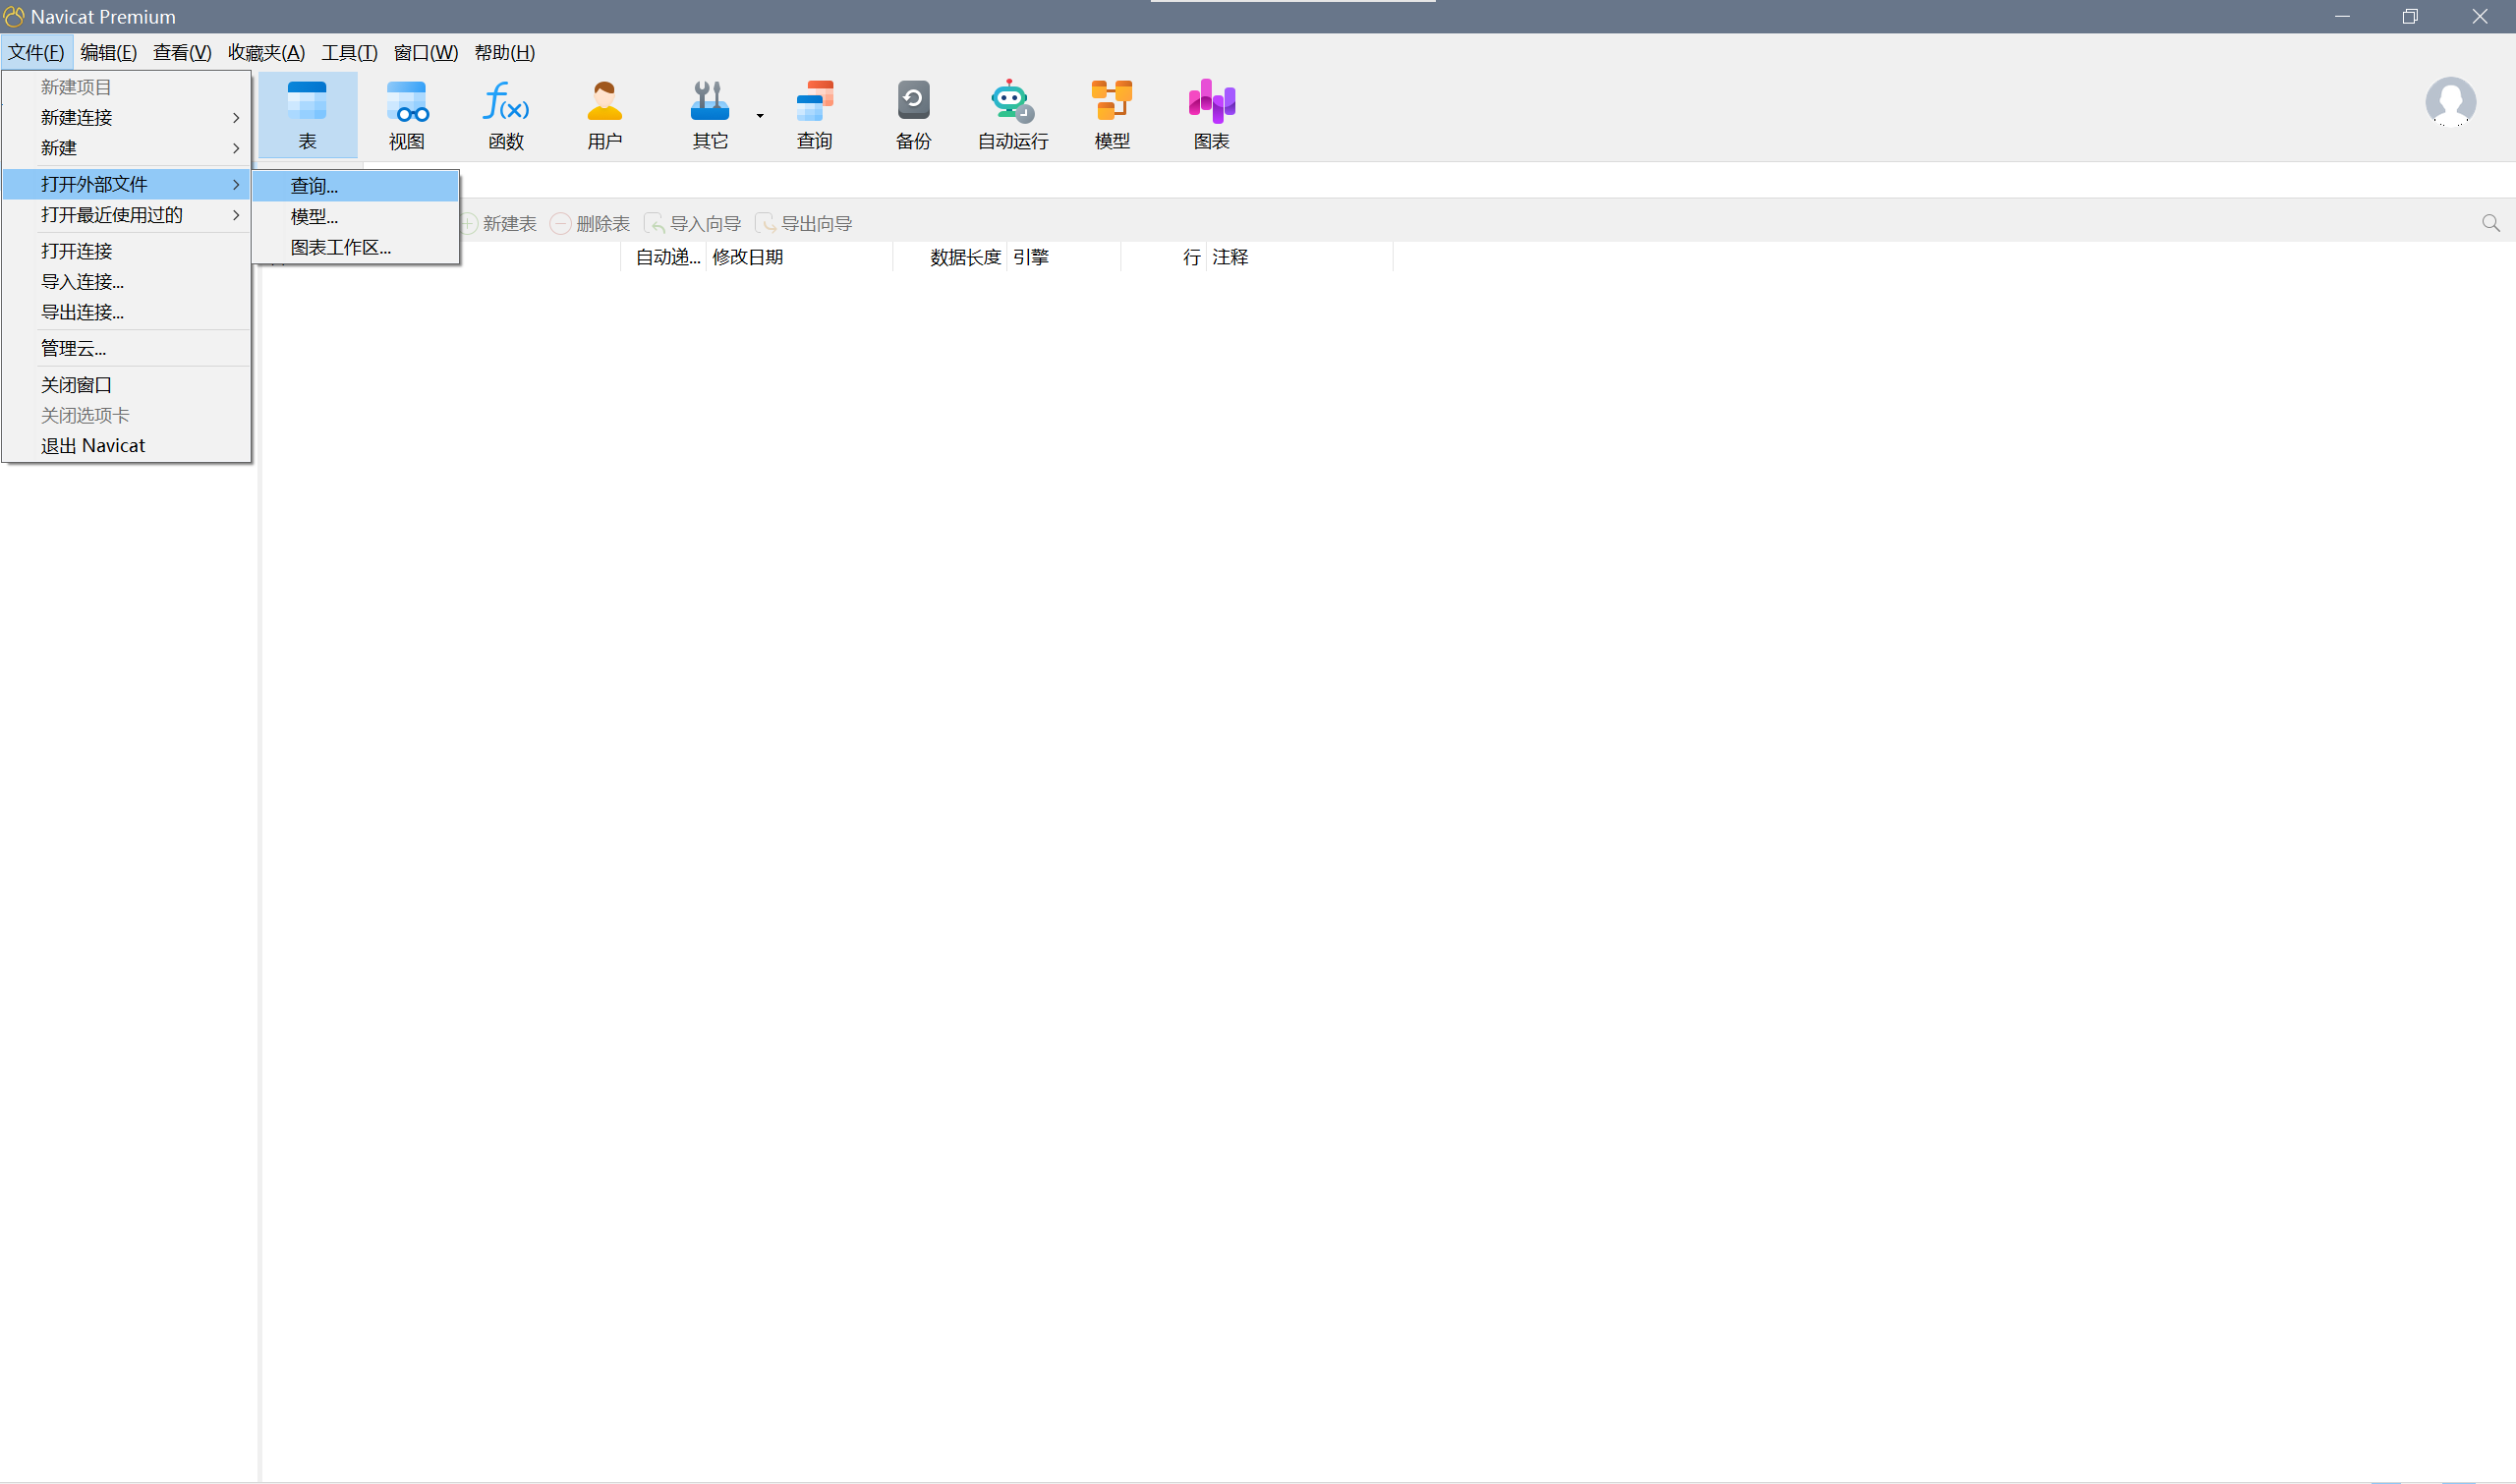 Navicat Premium
文件(F) 编辑(E) 查看(V) 收藏夹(A) 工具(T) 窗口(W) 帮助(H)
表 视图 函数 用户 其它 查询 备份 自动运行 模型 图表
新建项目
新建连接
新建
打开外部文件
打开最近使用过的
打开连接
导入连接...
导出连接...
管理云...
关闭窗口
关闭选项卡
退出 Navicat
查询...
模型...
图表工作区...
新建表 删除表 导入向导 导出向导
自动递... 修改日期 数据长度 引擎 行 注释